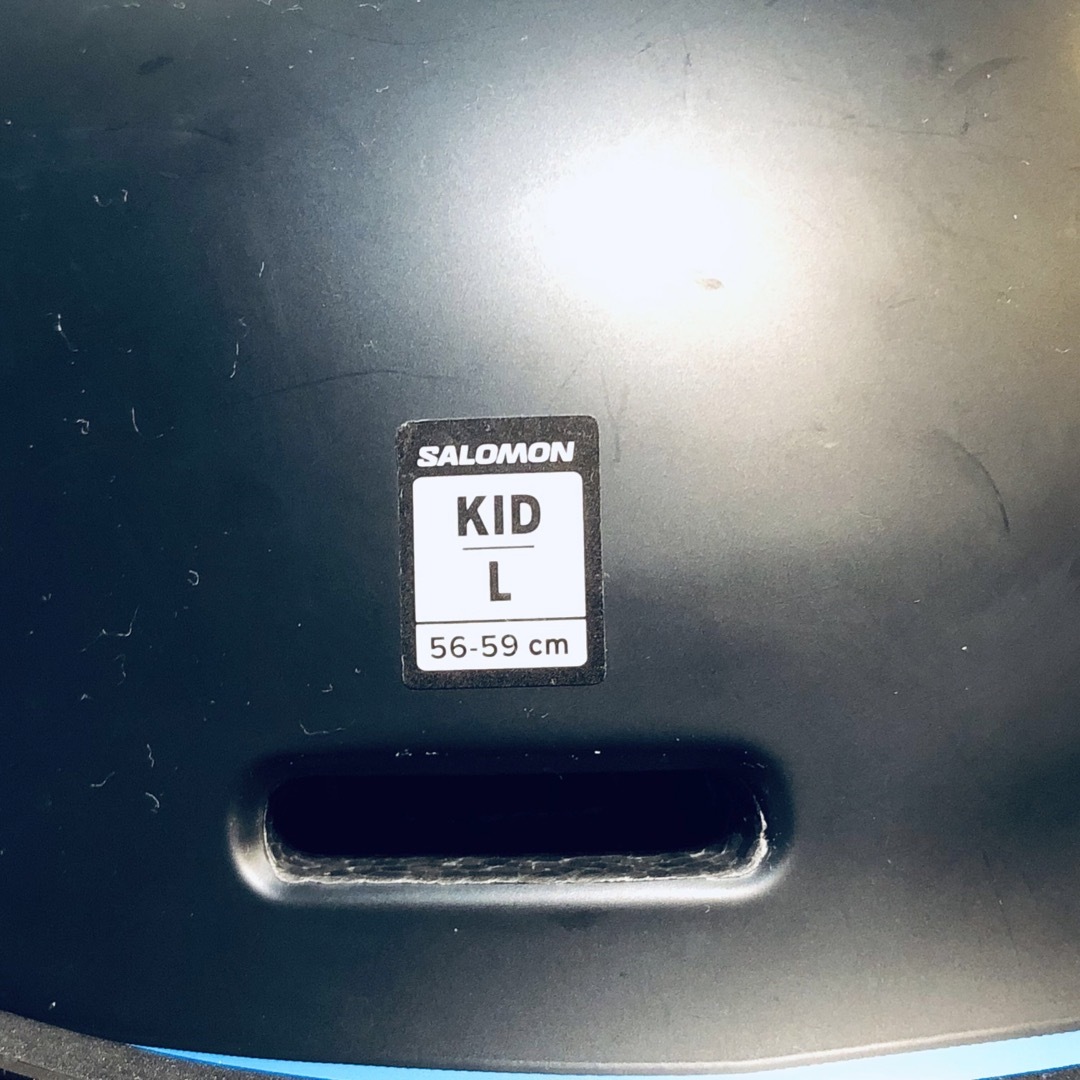 SALOMON
KID
L
56-59 cm